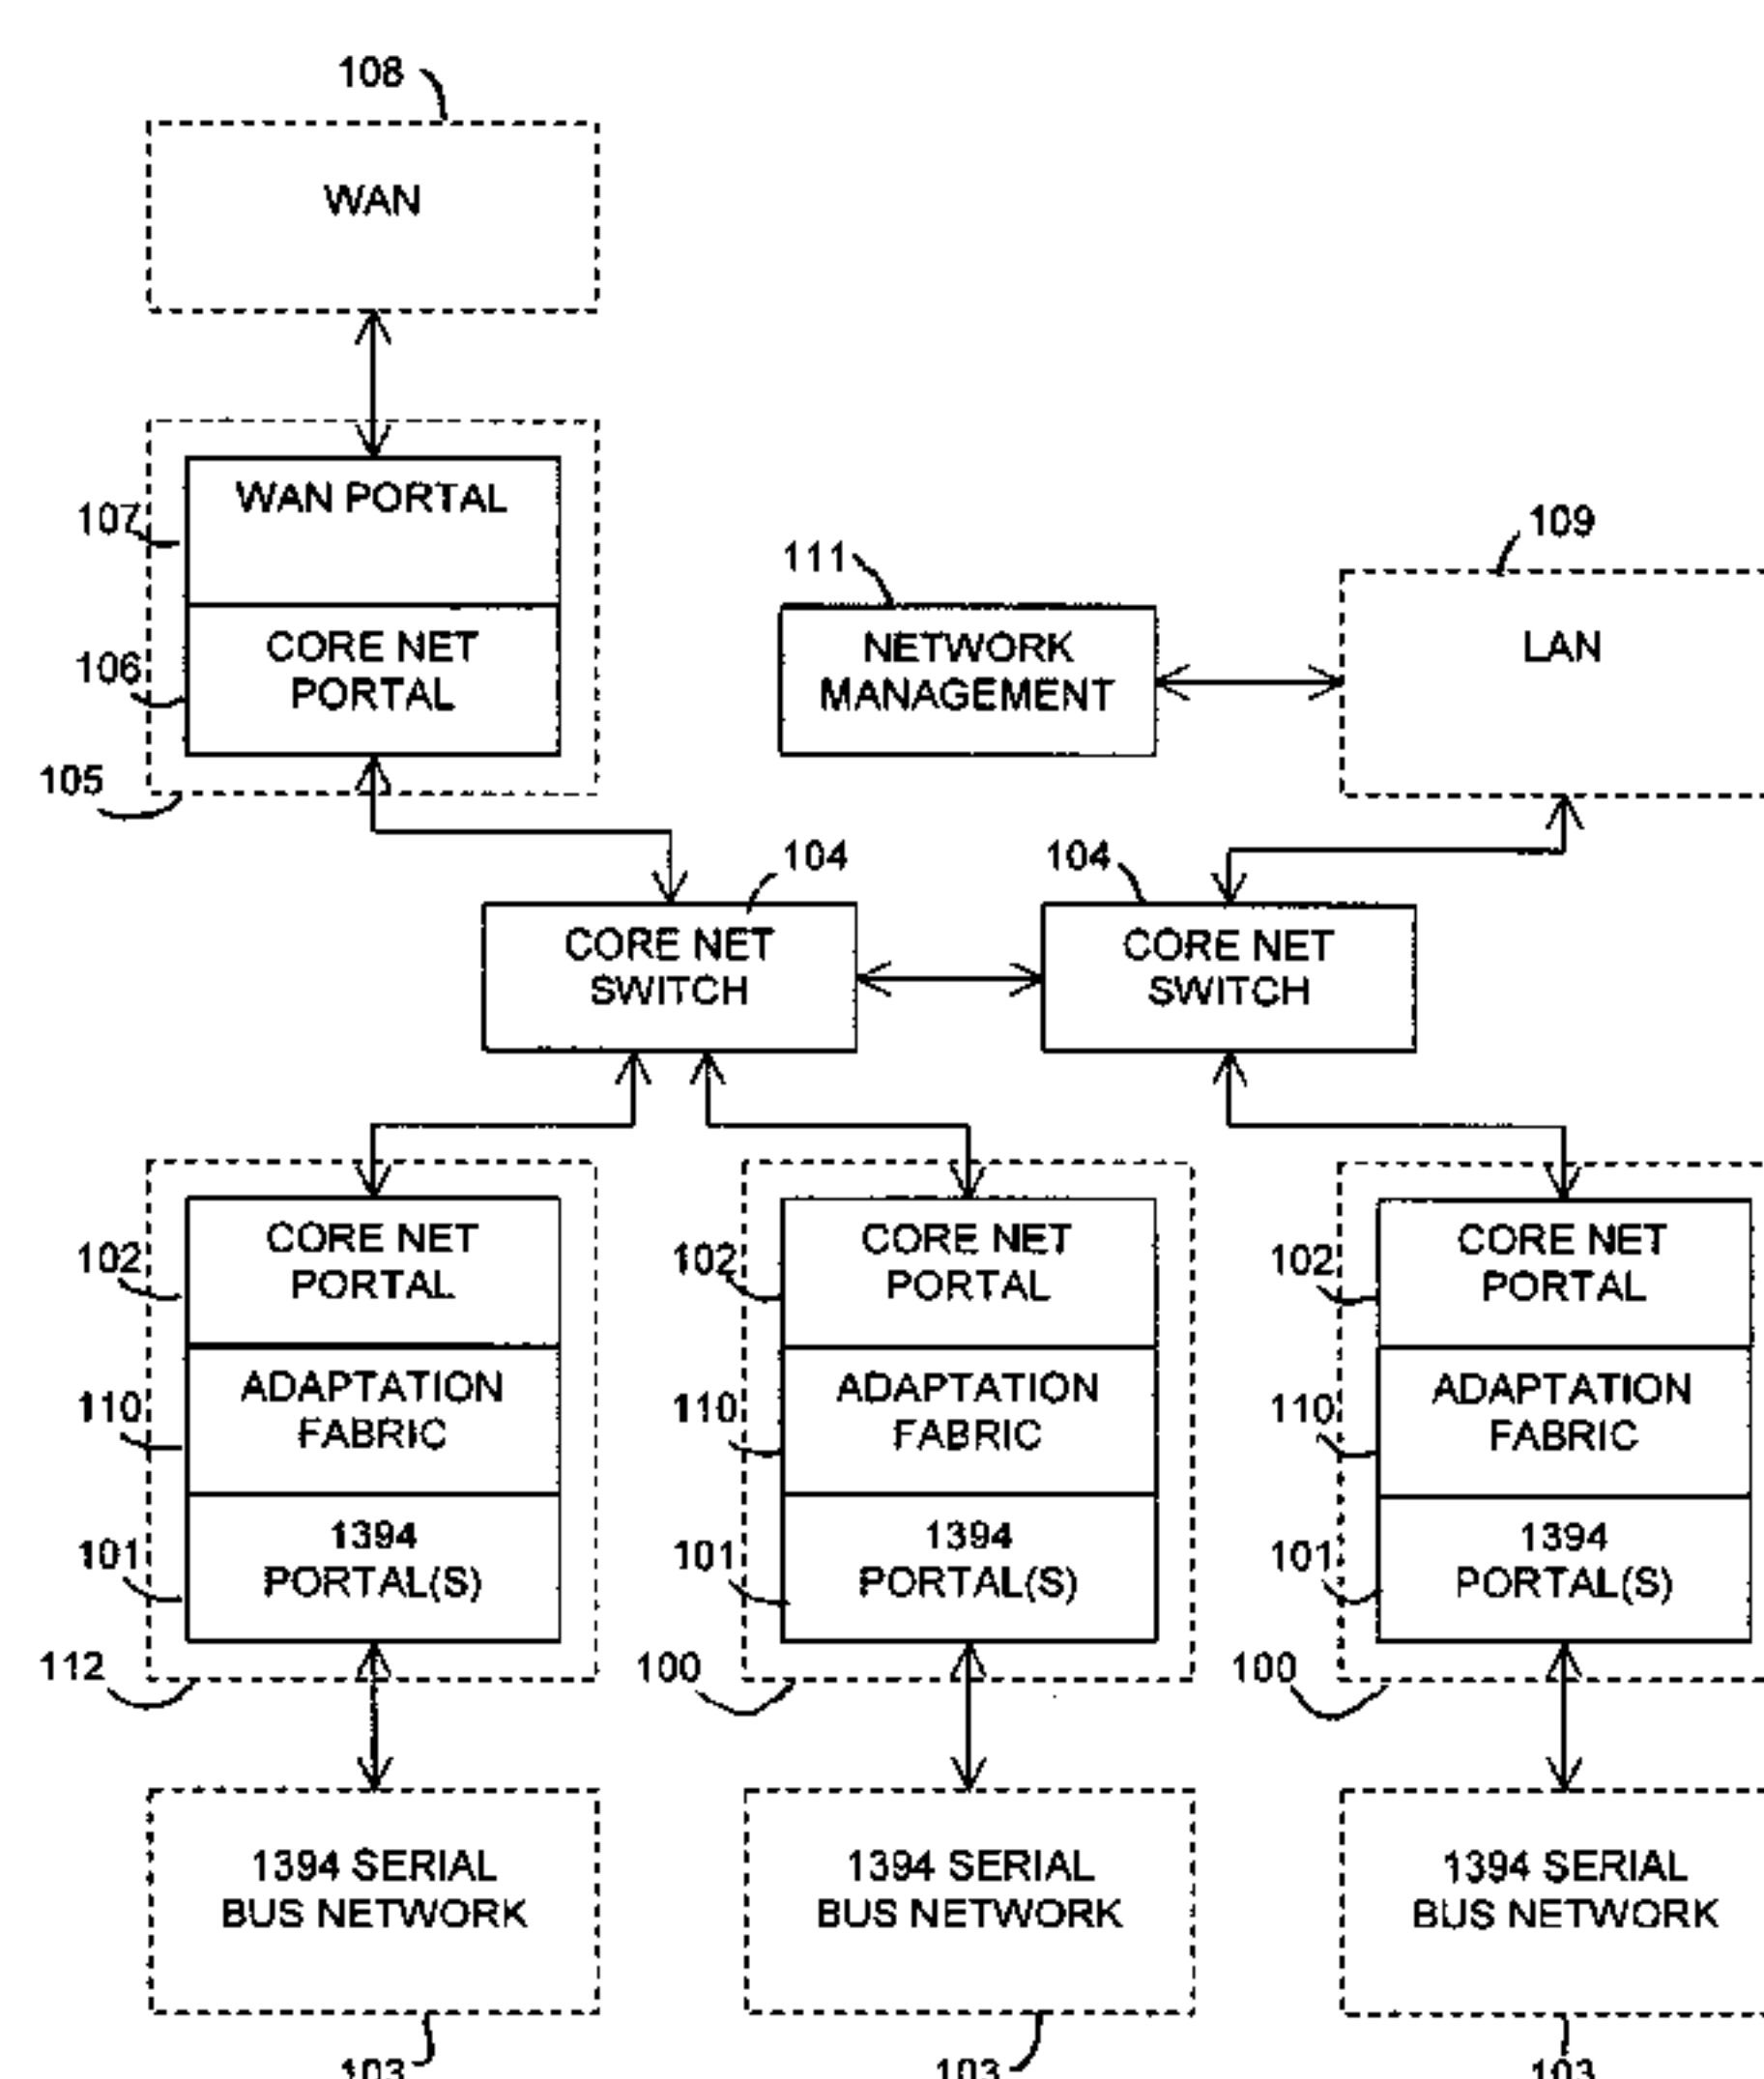 108
WAN
107
WAN PORTAL
106
CORE NET
PORTAL
105
111
NETWORK
MANAGEMENT
109
LAN
104
CORE NET
SWITCH
104
CORE NET
SWITCH
102
CORE NET
PORTAL
110
ADAPTATION
FABRIC
101
1394
PORTAL(S)
112
102
CORE NET
PORTAL
110
ADAPTATION
FABRIC
101
1394
PORTAL(S)
100
102
CORE NET
PORTAL
110
ADAPTATION
FABRIC
101
1394
PORTAL(S)
100
1394 SERIAL
BUS NETWORK
103
1394 SERIAL
BUS NETWORK
103
1394 SERIAL
BUS NETWORK
103